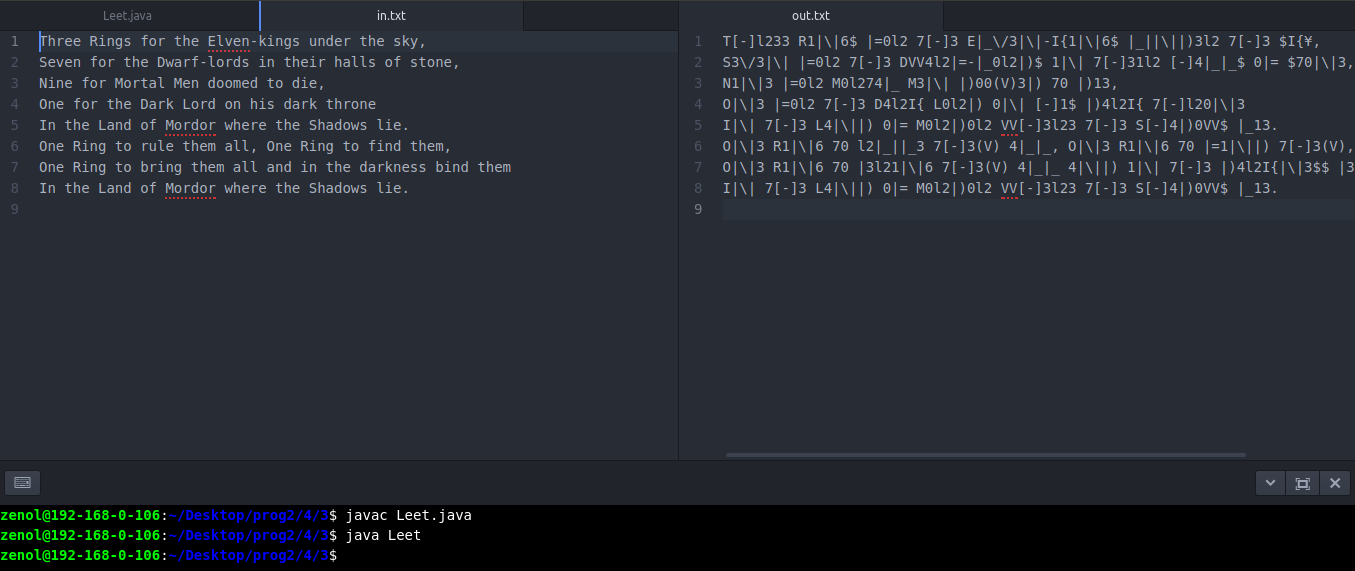 Leet.java
in.txt
out.txt
1 Three Rings for the Elven-kings under the sky,
2 Seven for the Dwarf-lords in their halls of stone,
3 Nine for Mortal Men doomed to die,
4 One for the Dark Lord on his dark throne
5 In the Land of Mordor where the Shadows lie.
6 One Ring to rule them all, One Ring to find them,
7 One Ring to bring them all and in the darkness bind them
8 In the Land of Mordor where the Shadows lie.
9
1 T[-]l233 R1|\|6$ |=0l2 7[-]3 E|_\/3|\|-I{1|\|6$ |_||\||)3l2 7[-]3 $I{¥,
2 S3\/3|\| |=0l2 7[-]3 DVV4l2|=-|_0l2|)$ 1|\| 7[-]31l2 [-]4|_|_$ 0|= $70|\|3,
3 N1|\|3 |=0l2 M0l274|_ M3|\| |)00(V)3|) 70 |)13,
4 O|\|3 |=0l2 7[-]3 D4l2I{ L0l2|) 0|\| [-]1$ |)4l2I{ 7[-]l20|\|3
5 I|\| 7[-]3 L4|\||) 0|= M0l2|)0l2 VV[-]3l23 7[-]3 S[-]4|)0VV$ |_13.
6 O|\|3 R1|\|6 70 l2|_||_3 7[-]3(V) 4|_|_, O|\|3 R1|\|6 70 |=1|\||) 7[-]3(V),
7 O|\|3 R1|\|6 70 |3l21|\|6 7[-]3(V) 4|_|_ 4|\||) 1|\| 7[-]3 |)4l2I{|\|3$$ |3
8 I|\| 7[-]3 L4|\||) 0|= M0l2|)0l2 VV[-]3l23 7[-]3 S[-]4|)0VV$ |_13.
9
zenol@192-168-0-106:~/Desktop/prog2/4/3$ javac Leet.java
zenol@192-168-0-106:~/Desktop/prog2/4/3$ java Leet
zenol@192-168-0-106:~/Desktop/prog2/4/3$